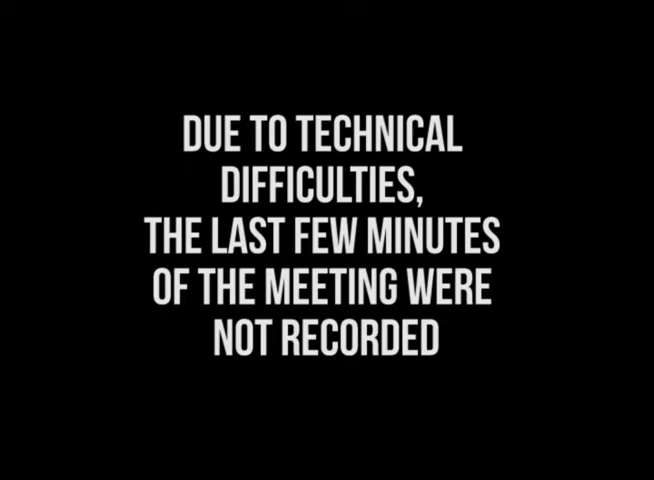 DUE TO TECHNICAL
DIFFICULTIES,
THE LAST FEW MINUTES
OF THE MEETING WERE
NOT RECORDED